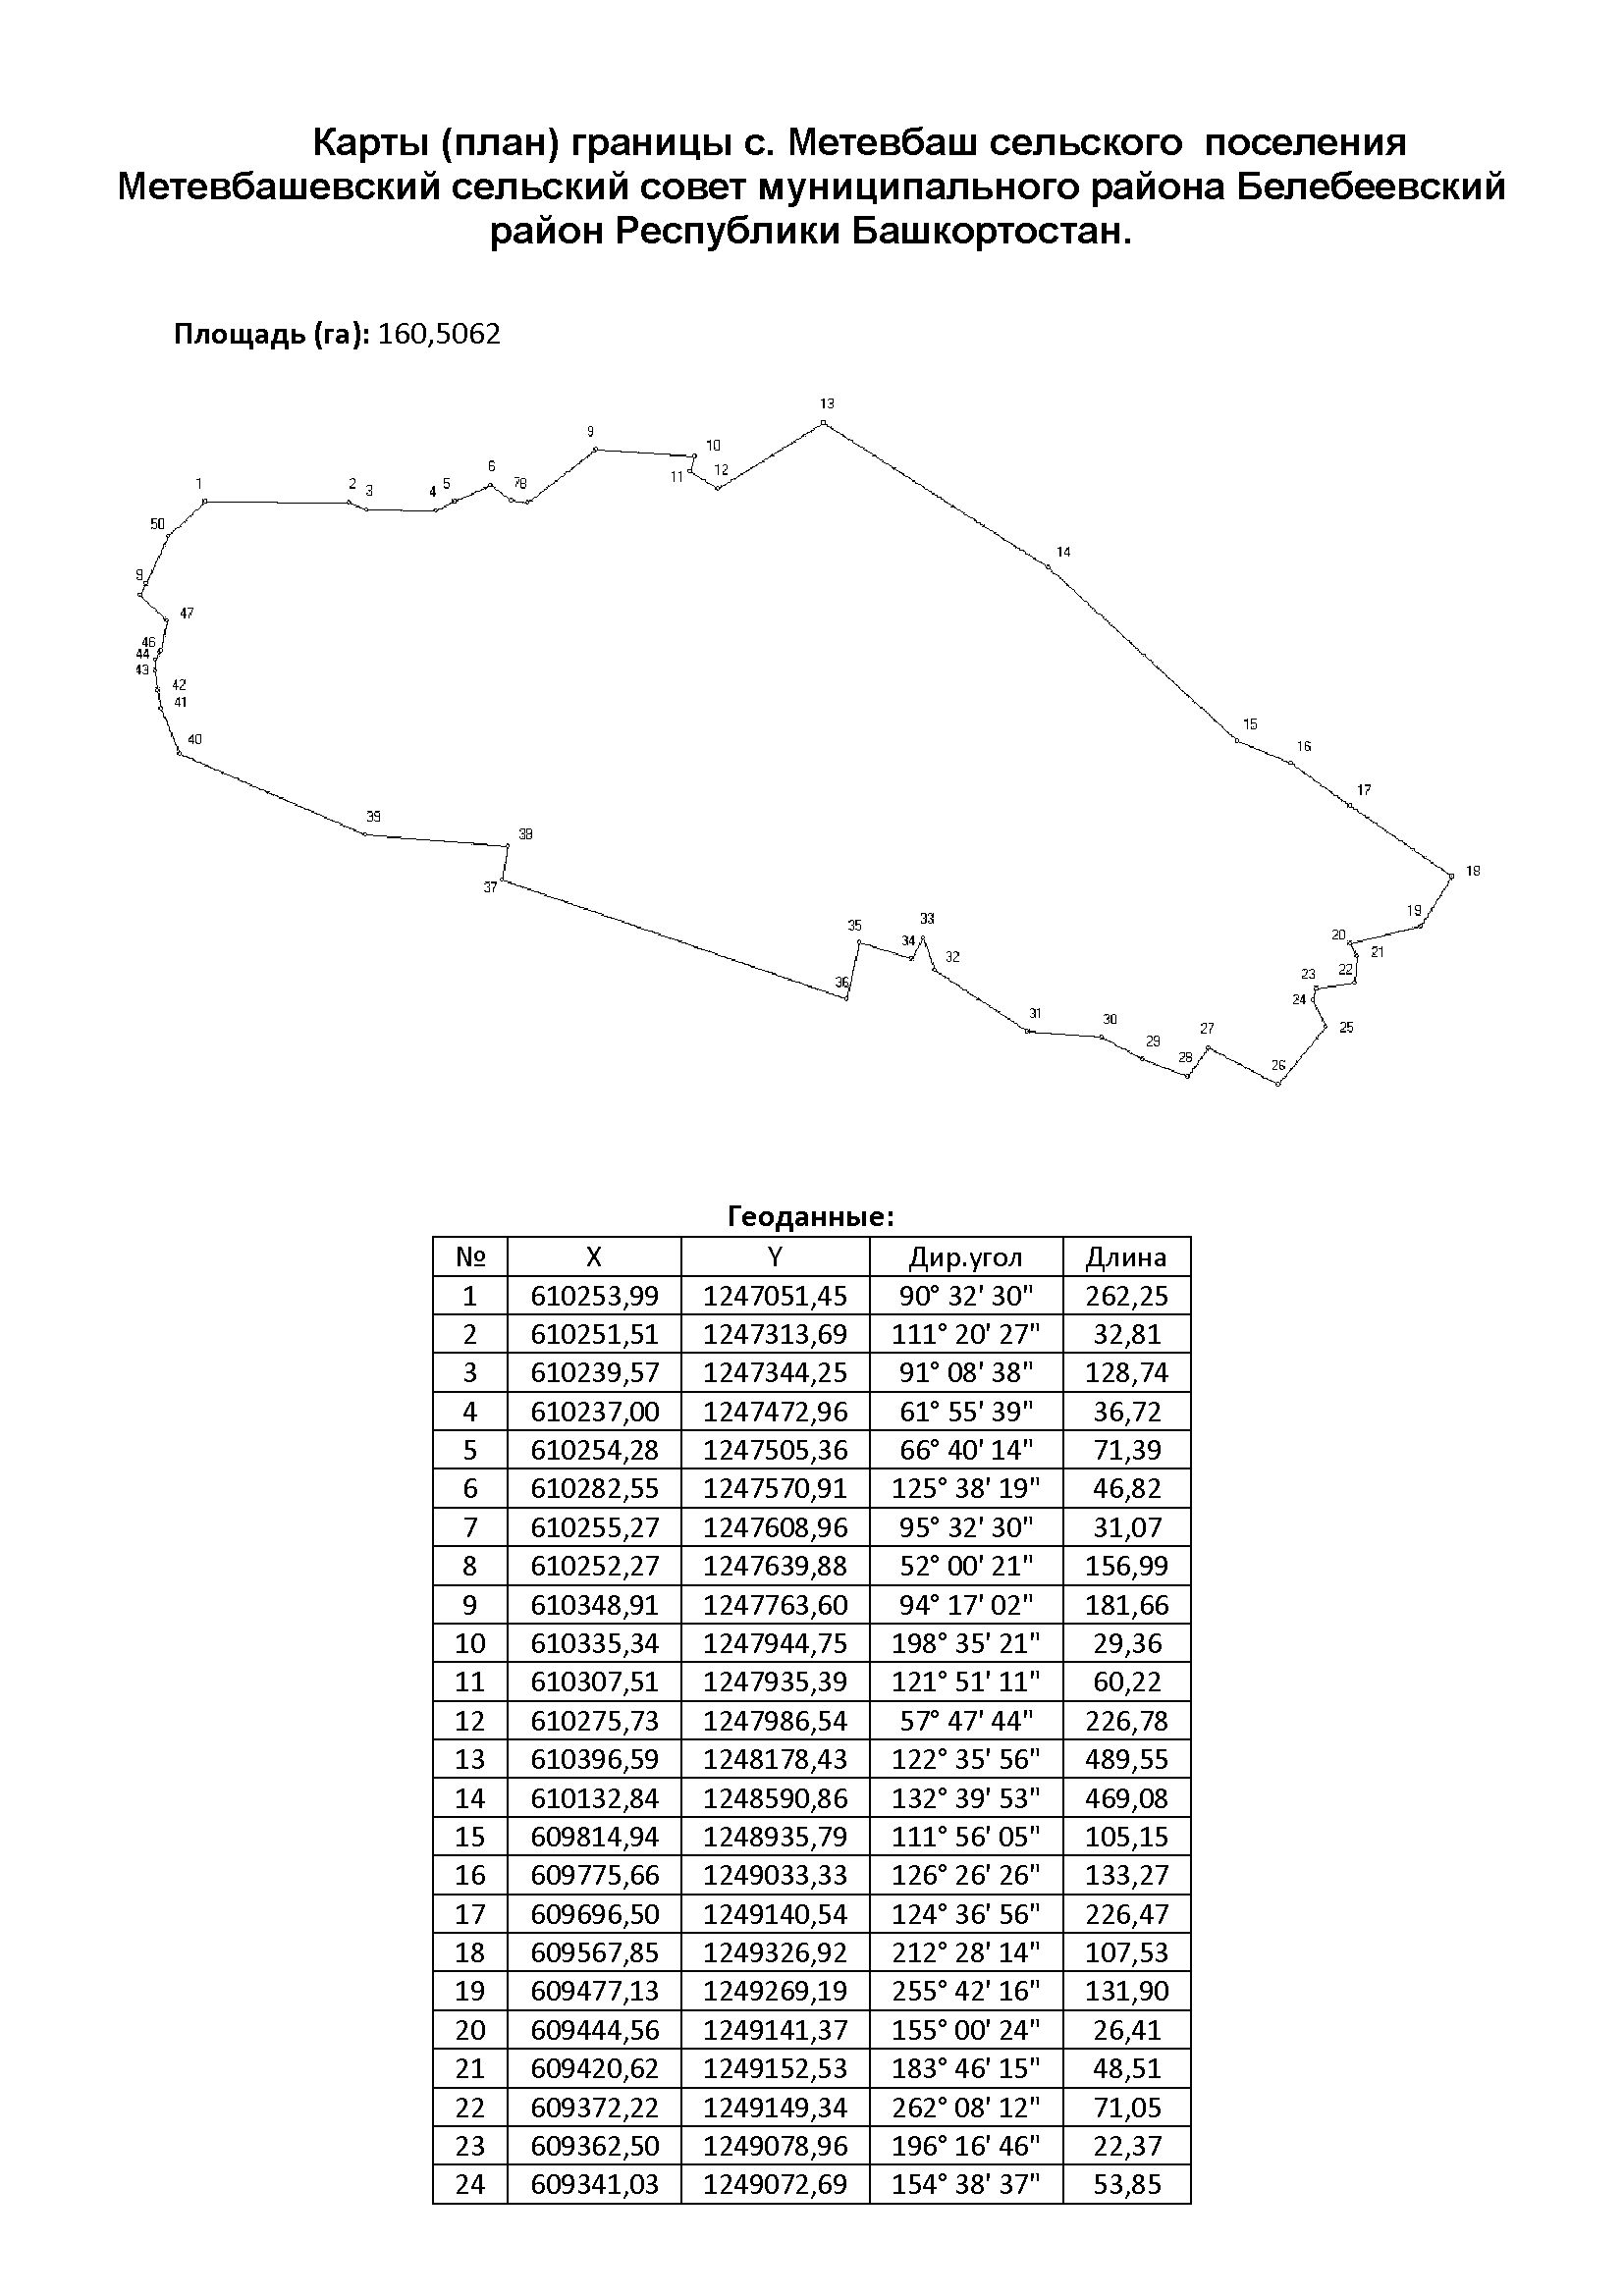 Карты (план) границы с. Метевбаш сельского поселения
Метевбашевский сельский совет муниципального района Белебеевский
район Республики Башкортостан.
Площадь (га): 160,5062
13
9
10
6
11
12
1
2
3
4
5
7
8
50
14
9
47
46
44
43
42
41
40
15
16
17
39
38
37
18
19
33
35
34
32
20
21
22
23
24
36
31
30
27
25
29
28
26
Геоданные:
№ X Y Дир.угол Длина
1 610253,99 1247051,45 90° 32' 30" 262,25
2 610251,51 1247313,69 111° 20' 27" 32,81
3 610239,57 1247344,25 91° 08' 38" 128,74
4 610237,00 1247472,96 61° 55' 39" 36,72
5 610254,28 1247505,36 66° 40' 14" 71,39
6 610282,55 1247570,91 125° 38' 19" 46,82
7 610255,27 1247608,96 95° 32' 30" 31,07
8 610252,27 1247639,88 52° 00' 21" 156,99
9 610348,91 1247763,60 94° 17' 02" 181,66
10 610335,34 1247944,75 198° 35' 21" 29,36
11 610307,51 1247935,39 121° 51' 11" 60,22
12 610275,73 1247986,54 57° 47' 44" 226,78
13 610396,59 1248178,43 122° 35' 56" 489,55
14 610132,84 1248590,86 132° 39' 53" 469,08
15 609814,94 1248935,79 111° 56' 05" 105,15
16 609775,66 1249033,33 126° 26' 26" 133,27
17 609696,50 1249140,54 124° 36' 56" 226,47
18 609567,85 1249326,92 212° 28' 14" 107,53
19 609477,13 1249269,19 255° 42' 16" 131,90
20 609444,56 1249141,37 155° 00' 24" 26,41
21 609420,62 1249152,53 183° 46' 15" 48,51
22 609372,22 1249149,34 262° 08' 12" 71,05
23 609362,50 1249078,96 196° 16' 46" 22,37
24 609341,03 1249072,69 154° 38' 37" 53,85